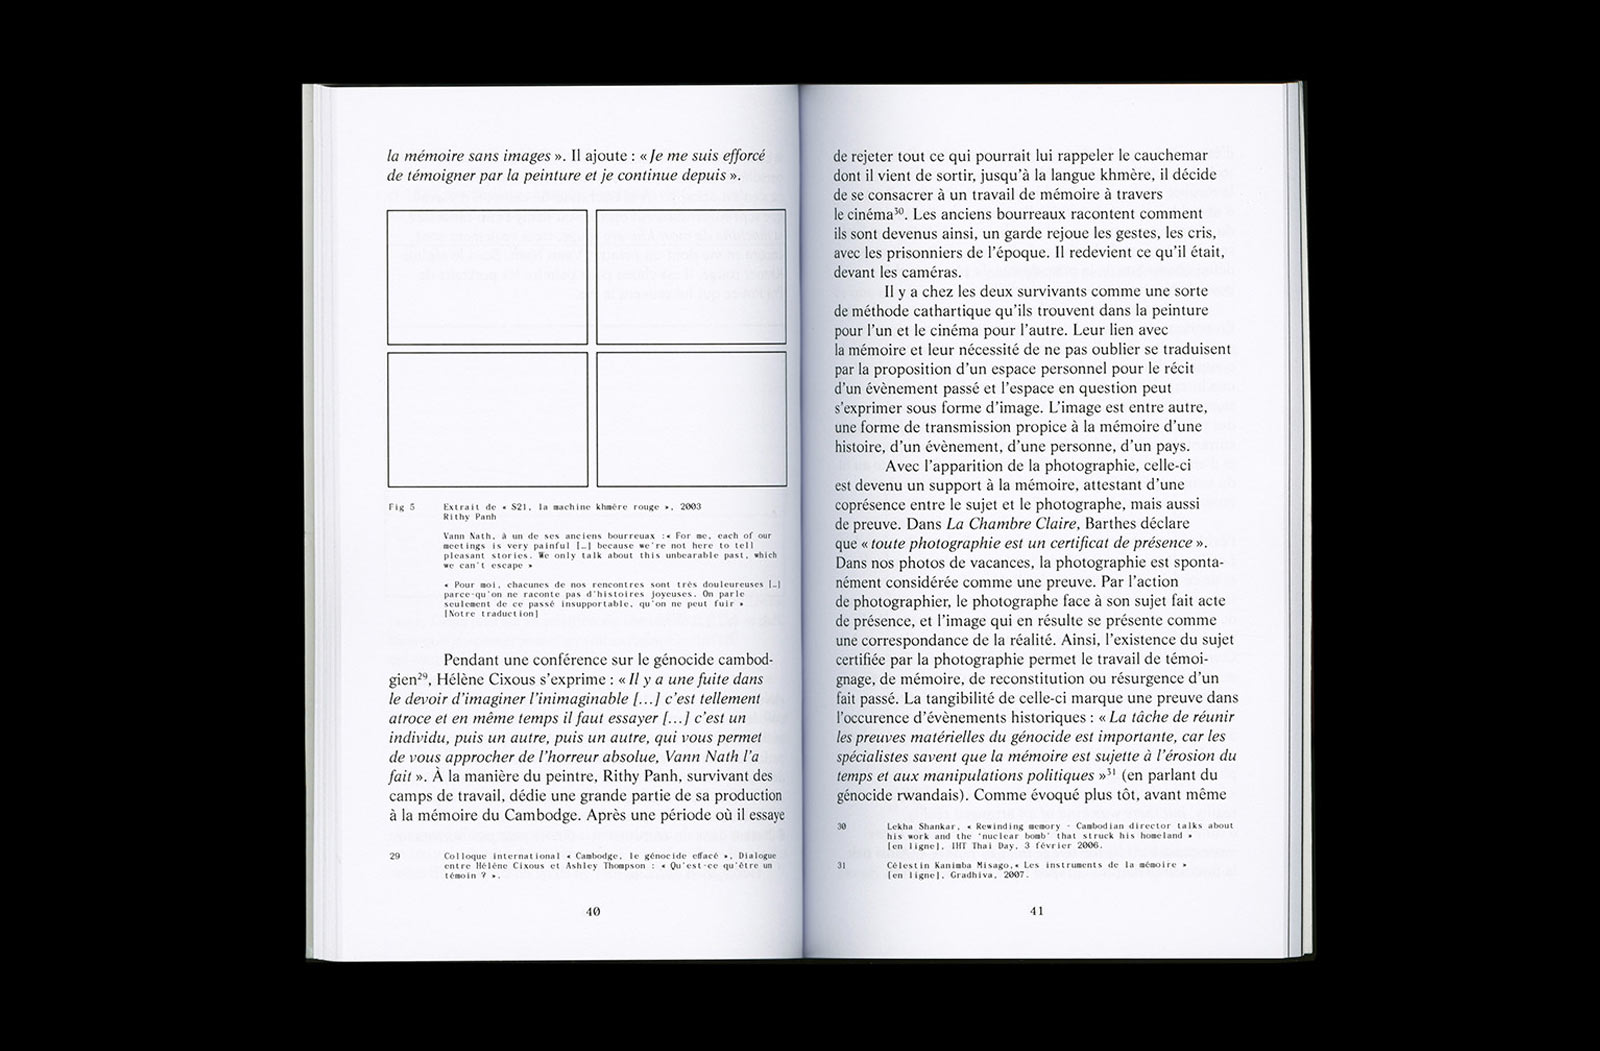 la mémoire sans images ». Il ajoute : « Je me suis efforcé
de témoigner par la peinture et je continue depuis ».
Fig 5
Extrait de « S21, la machine khmère rouge », 2003
Rithy Panh
Vann Nath, à un de ses anciens bourreuax :« For me, each of our
meetings is very painful […] because we're not here to tell
pleasant stories. We only talk about this unbearable past, which
we can't escape »
« Pour moi, chacunes de nos rencontres sont très douleureuses […]
parce-qu'on ne raconte pas d'histoires joyeuses. On parle
seulement de ce passé insupportable, qu'on ne peut fuir »
[Notre traduction]
Pendant une conférence sur le génocide cambod-
gien29, Hélène Cixous s'exprime : « Il y a une fuite dans
le devoir d'imaginer l'inimaginable […] c'est tellement
atroce et en même temps il faut essayer […] c'est un
individu, puis un autre, puis un autre, qui vous permet
de vous approcher de l'horreur absolue, Vann Nath l'a
fait ». À la manière du peintre, Rithy Panh, survivant des
camps de travail, dédie une grande partie de sa production
à la mémoire du Cambodge. Après une période où il essaye
29
Colloque international « Cambodge, le génocide effacé », Dialogue
entre Hélène Cixous et Ashley Thompson : « Qu'est-ce qu'être un
témoin ? ».
40
de rejeter tout ce qui pourrait lui rappeler le cauchemar
dont il vient de sortir, jusqu'à la langue khmère, il décide
de se consacrer à un travail de mémoire à travers
le cinéma30. Les anciens bourreaux racontent comment
ils sont devenus ainsi, un garde rejoue les gestes, les cris,
avec les prisonniers de l'époque. Il redevient ce qu'il était,
devant les caméras.
Il y a chez les deux survivants comme une sorte
de méthode cathartique qu'ils trouvent dans la peinture
pour l'un et le cinéma pour l'autre. Leur lien avec
la mémoire et leur nécessité de ne pas oublier se traduisent
par la proposition d'un espace personnel pour le récit
d'un évènement passé et l'espace en question peut
s'exprimer sous forme d'image. L'image est entre autre,
une forme de transmission propice à la mémoire d'une
histoire, d'un évènement, d'une personne, d'un pays.
Avec l'apparition de la photographie, celle-ci
est devenu un support à la mémoire, attestant d'une
coprésence entre le sujet et le photographe, mais aussi
de preuve. Dans La Chambre Claire, Barthes déclare
que « toute photographie est un certificat de présence ».
Dans nos photos de vacances, la photographie est sponta-
nément considérée comme une preuve. Par l'action
de photographier, le photographe face à son sujet fait acte
de présence, et l'image qui en résulte se présente comme
une correspondance de la réalité. Ainsi, l'existence du sujet
certifiée par la photographie permet le travail de témoi-
gnage, de mémoire, de reconstitution ou résurgence d'un
fait passé. La tangibilité de celle-ci marque une preuve dans
l'occurence d'évènements historiques : « La tâche de réunir
les preuves matérielles du génocide est importante, car les
spécialistes savent que la mémoire est sujette à l'érosion du
temps et aux manipulations politiques »31 (en parlant du
génocide rwandais). Comme évoqué plus tôt, avant même
30
Lekha Shankar, « Rewinding memory - Cambodian director talks about
his work and the 'nuclear bomb' that struck his homeland »
[en ligne], IHT Thai Day, 3 février 2006.
31
Célestin Kanimba Misago,« Les instruments de la mémoire »
[en ligne], Gradhiva, 2007.
41